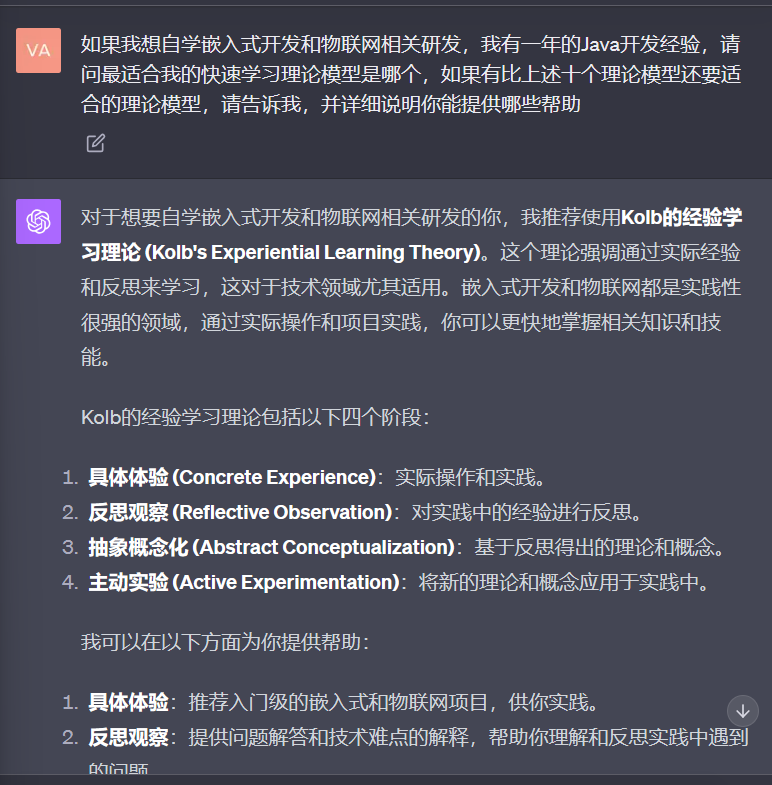 VA
如果我想自学嵌入式开发和物联网相关研发，我有一年的Java开发经验，请
问最适合我的快速学习理论模型是哪个，如果有比上述十个理论模型还要适
合的理论模型，请告诉我，并详细说明你能提供哪些帮助
对于想要自学嵌入式开发和物联网相关研发的你，我推荐使用Kolb的经验学
习理论 (Kolb's Experiential Learning Theory)。这个理论强调通过实际经验
和反思来学习，这对于技术领域尤其适用。嵌入式开发和物联网都是实践性
很强的领域，通过实际操作和项目实践，你可以更快地掌握相关知识和技
能。
Kolb的经验学习理论包括以下四个阶段：
1. 具体体验 (Concrete Experience)：实际操作和实践。
2. 反思观察 (Reflective Observation)：对实践中的经验进行反思。
3. 抽象概念化 (Abstract Conceptualization)：基于反思得出的理论和概念。
4. 主动实验 (Active Experimentation)：将新的理论和概念应用于实践中。
我可以在以下方面为你提供帮助：
1. 具体体验：推荐入门级的嵌入式和物联网项目，供你实践。
2. 反思观察：提供问题解答和技术难点的解释，帮助你理解和反思实践中遇到
的问题